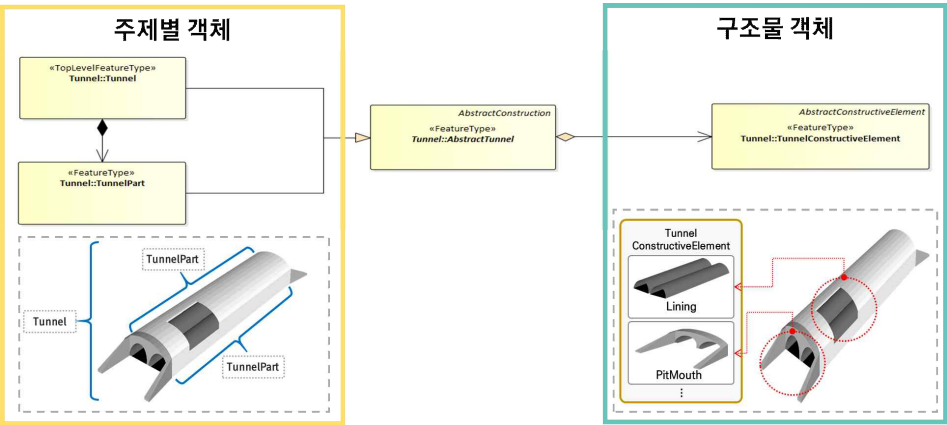 주제별 객체
«TopLevelFeatureType»
Tunnel::Tunnel
«FeatureType»
Tunnel::TunnelPart
TunnelPart
Tunnel
TunnelPart
AbstractConstruction
«FeatureType»
Tunnel::AbstractTunnel
구조물 객체
AbstractConstructiveElement
«FeatureType»
Tunnel::TunnelConstructiveElement
Tunnel
ConstructiveElement
Lining
PitMouth
⋮